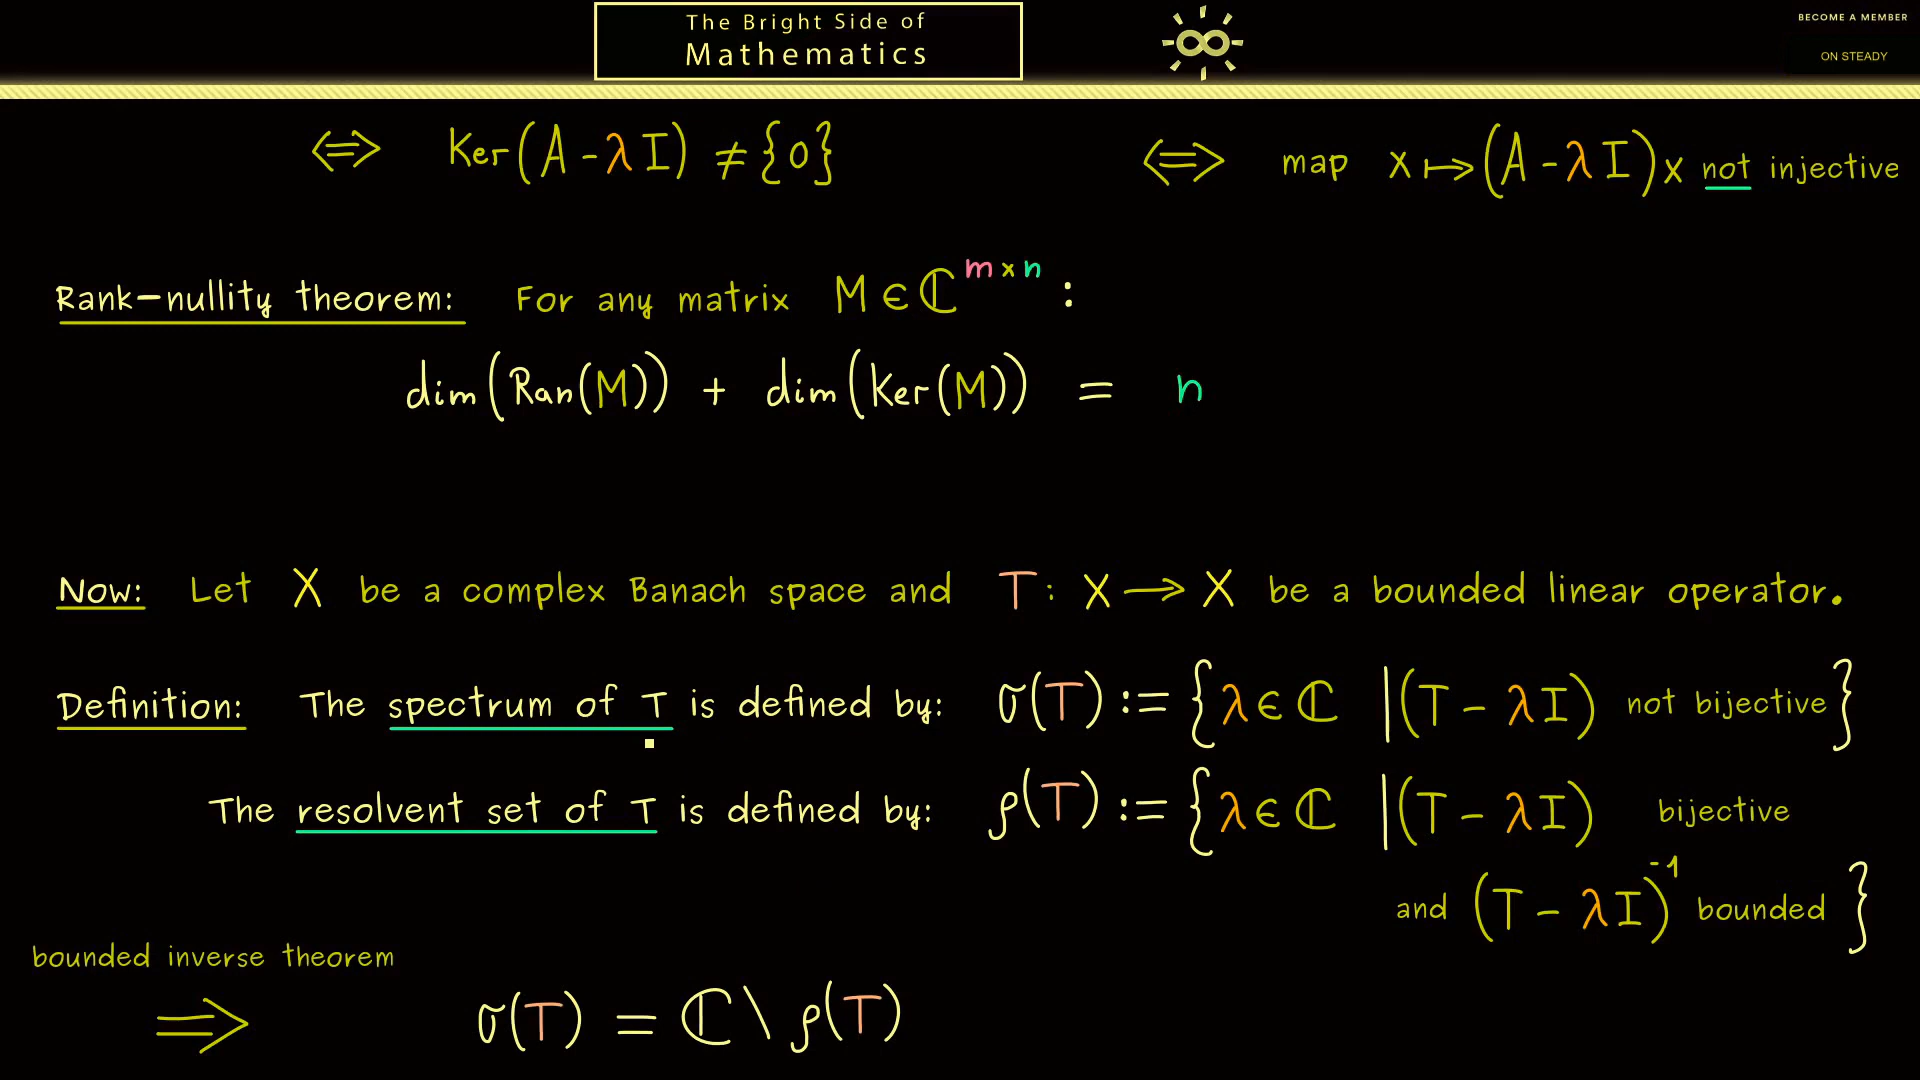 The Bright Side of
Mathematics
BECOME A MEMBER
ON STEADY
⟺ Ker(A - λI) ≠ {0} ⟺ map x ↦ (A - λI)x not injective
Rank-nullity theorem: For any matrix M ∈ ℂ^{m×n} :
dim(Ran(M)) + dim(Ker(M)) = n
Now: Let X be a complex Banach space and T : X ⟶ X be a bounded linear operator.
Definition: The spectrum of T is defined by: σ(T) := {λ ∈ ℂ | (T - λI) not bijective}
The resolvent set of T is defined by: ρ(T) := {λ ∈ ℂ | (T - λI) bijective
and (T - λI)^{-1} bounded }
bounded inverse theorem
⟹ σ(T) = ℂ \ ρ(T)